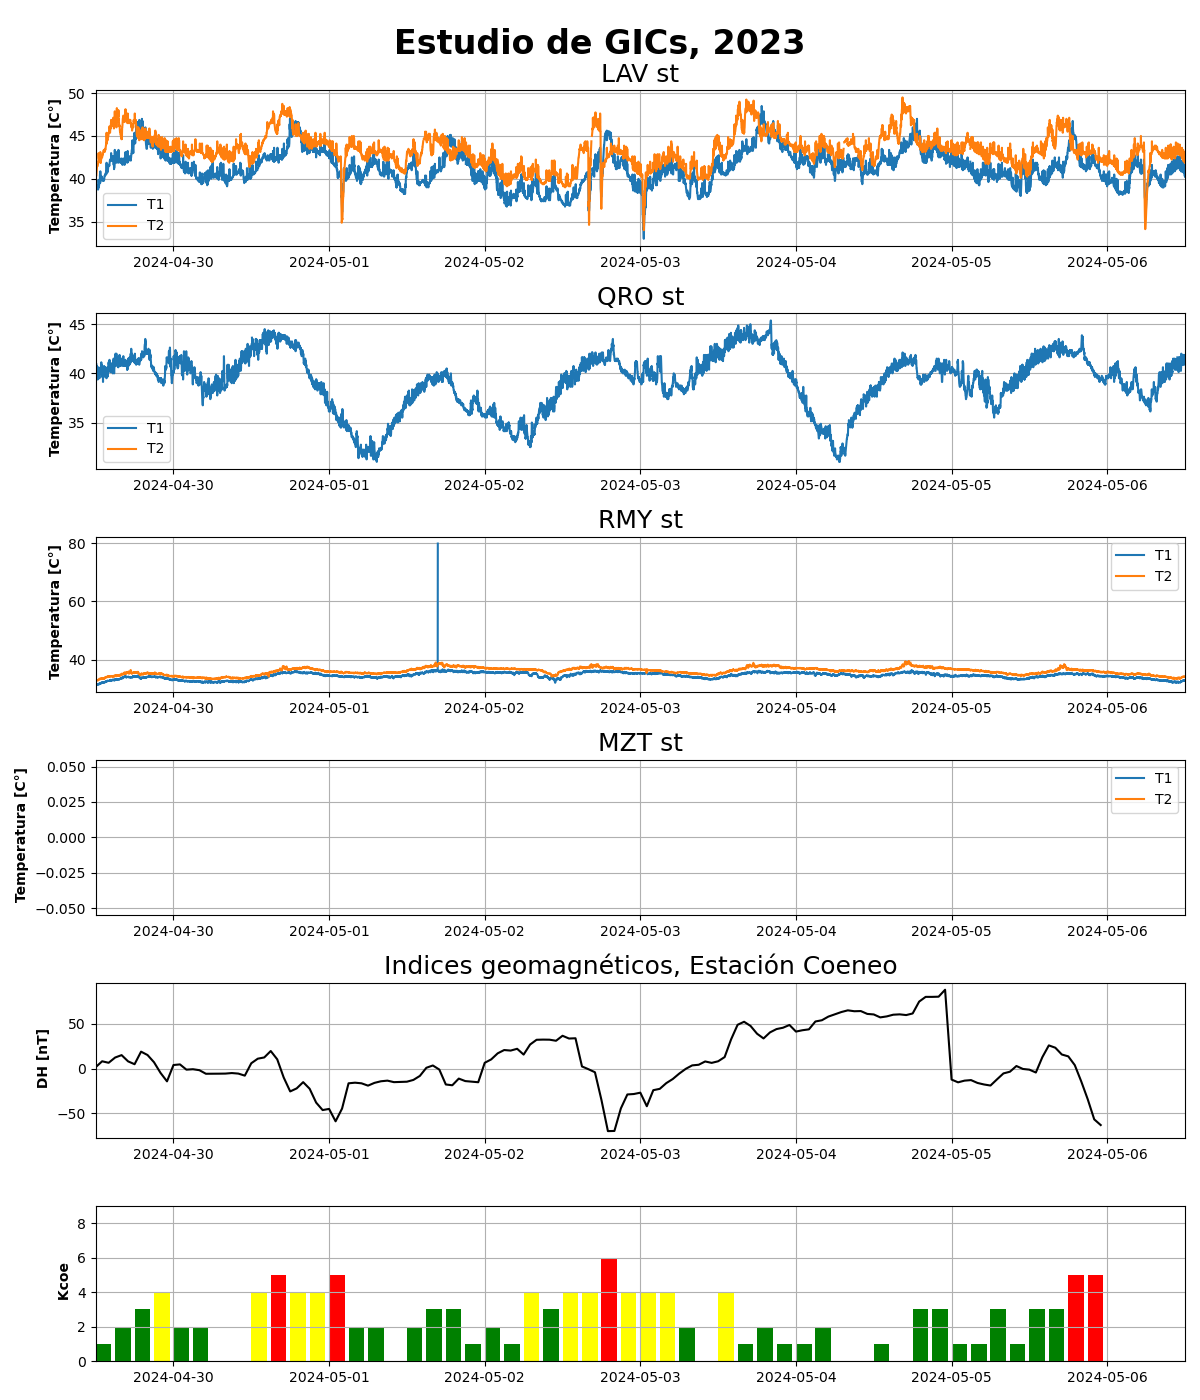 Estudio de GICs, 2023
LAV st
Temperatura [C°]
50
45
40
35
T1
T2
2024-04-30 2024-05-01 2024-05-02 2024-05-03 2024-05-04 2024-05-05 2024-05-06
QRO st
Temperatura [C°]
45
40
35
T1
T2
2024-04-30 2024-05-01 2024-05-02 2024-05-03 2024-05-04 2024-05-05 2024-05-06
RMY st
Temperatura [C°]
80
60
40
T1
T2
2024-04-30 2024-05-01 2024-05-02 2024-05-03 2024-05-04 2024-05-05 2024-05-06
MZT st
Temperatura [C°]
0.050
0.025
0.000
−0.025
−0.050
T1
T2
2024-04-30 2024-05-01 2024-05-02 2024-05-03 2024-05-04 2024-05-05 2024-05-06
Indices geomagnéticos, Estación Coeneo
DH [nT]
50
0
−50
2024-04-30 2024-05-01 2024-05-02 2024-05-03 2024-05-04 2024-05-05 2024-05-06
Kcoe
8
6
4
2
0
2024-04-30 2024-05-01 2024-05-02 2024-05-03 2024-05-04 2024-05-05 2024-05-06